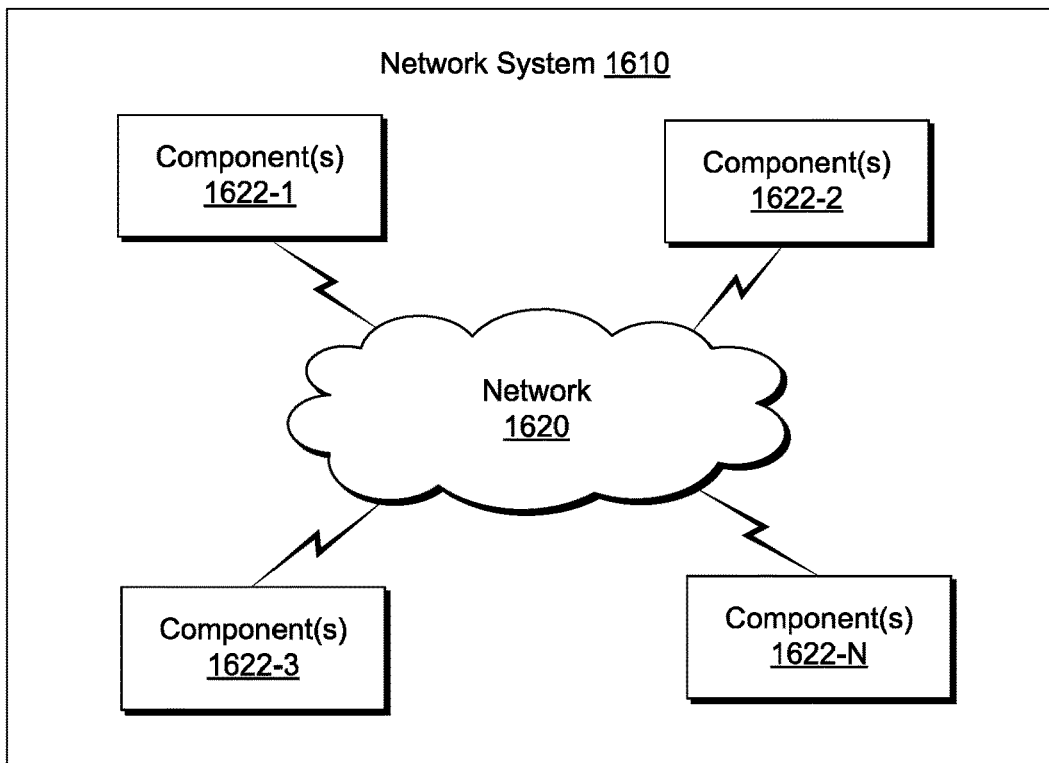 Network System 1610
Component(s)
1622-1
Component(s)
1622-2
Network
1620
Component(s)
1622-3
Component(s)
1622-N